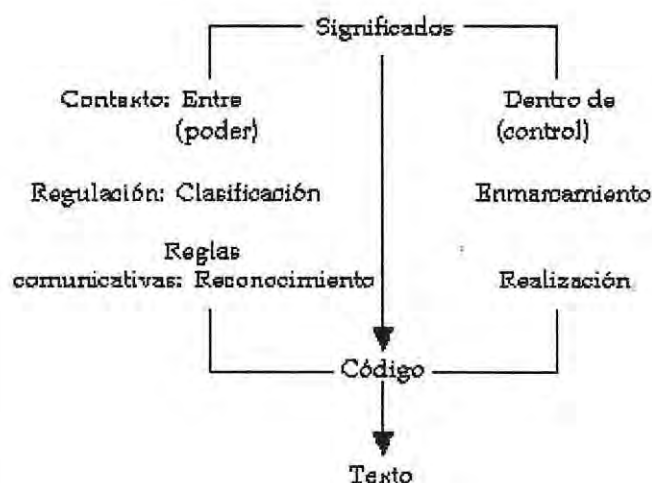 Significados
Contexto: Entre Dentro de
(poder) (control)
Regulación: Clasificación Enmarcamiento
Reglas
comunicativas: Reconocimiento Realización
Código
Texto